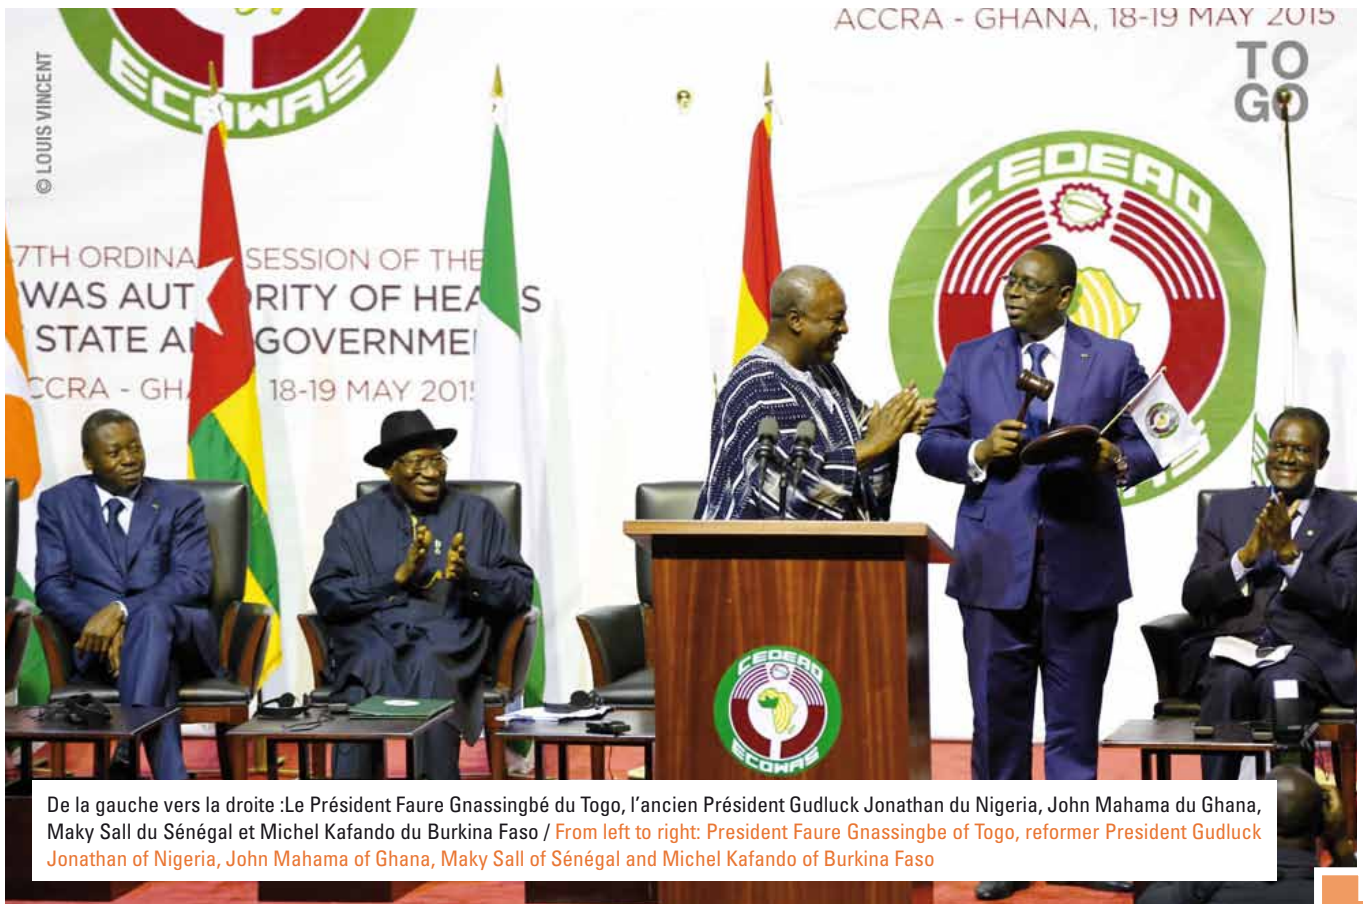 ACCRA - GHANA, 18-19 MAY 2015
TO
GO
© LOUIS VINCENT
ECOWAS
CEDEAO
7TH ORDINA SESSION OF THE
WAS AUT RITY OF HEA S
STATE A GOVERNME
CCRA - GH 18-19 MAY 201
CEDEAO
ECOWAS
De la gauche vers la droite :Le Président Faure Gnassingbé du Togo, l’ancien Président Gudluck Jonathan du Nigeria, John Mahama du Ghana,
Maky Sall du Sénégal et Michel Kafando du Burkina Faso / From left to right: President Faure Gnassingbe of Togo, reformer President Gudluck
Jonathan of Nigeria, John Mahama of Ghana, Maky Sall of Sénégal and Michel Kafando of Burkina Faso